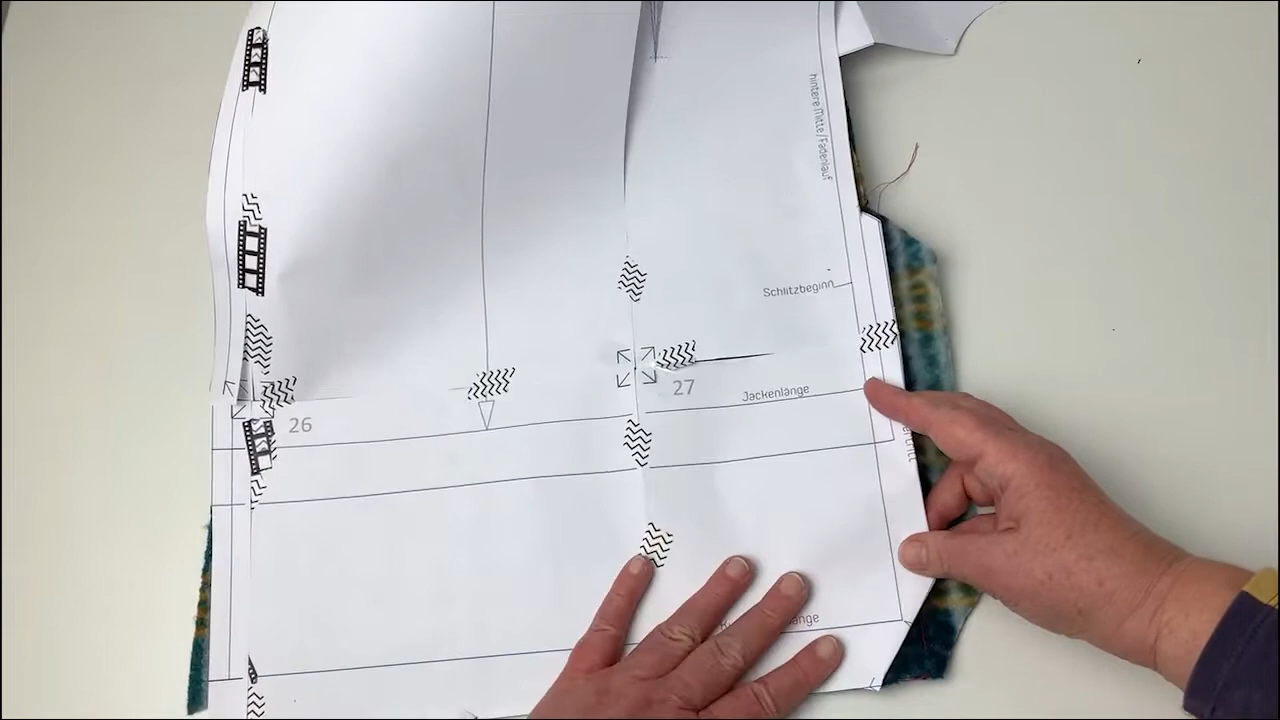 hintere Mitte/Fadenlauf
Schlitzbeginn
27
Jackenlänge
26